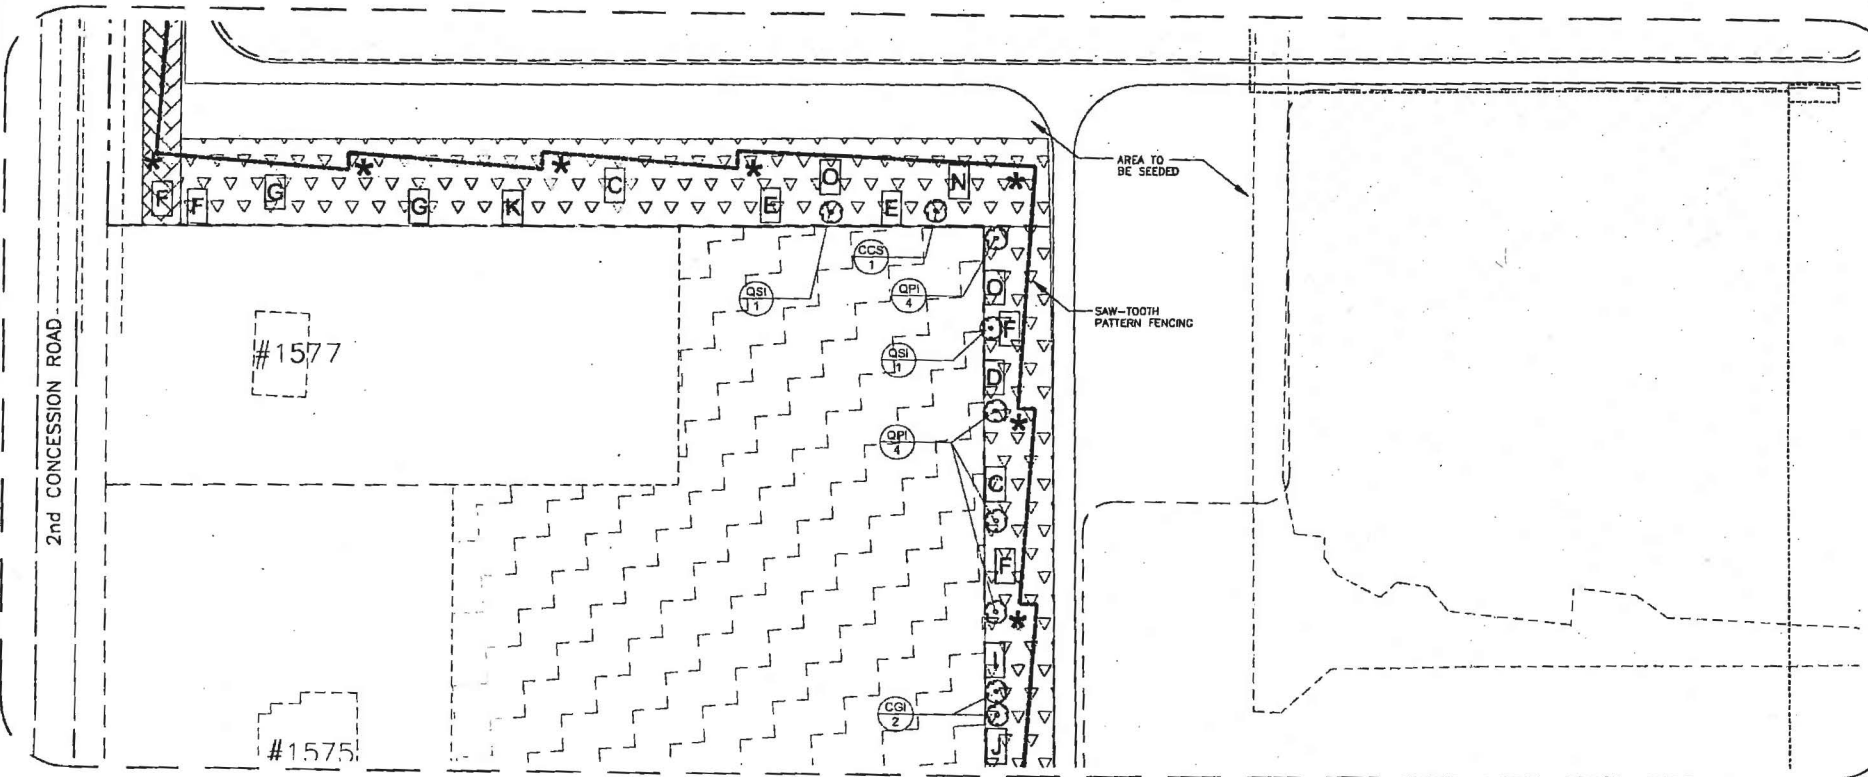 AREA TO
BE SEEDED
F
F
G
G
K
C
E
O
E
N
CCS
1
QSI
1
QPI
4
O
F
SAW-TOOTH
PATTERN FENCING
#1577
QSI
1
D
QPI
4
C
2nd CONCESSION ROAD
F
I
CGI
2
J
#1575